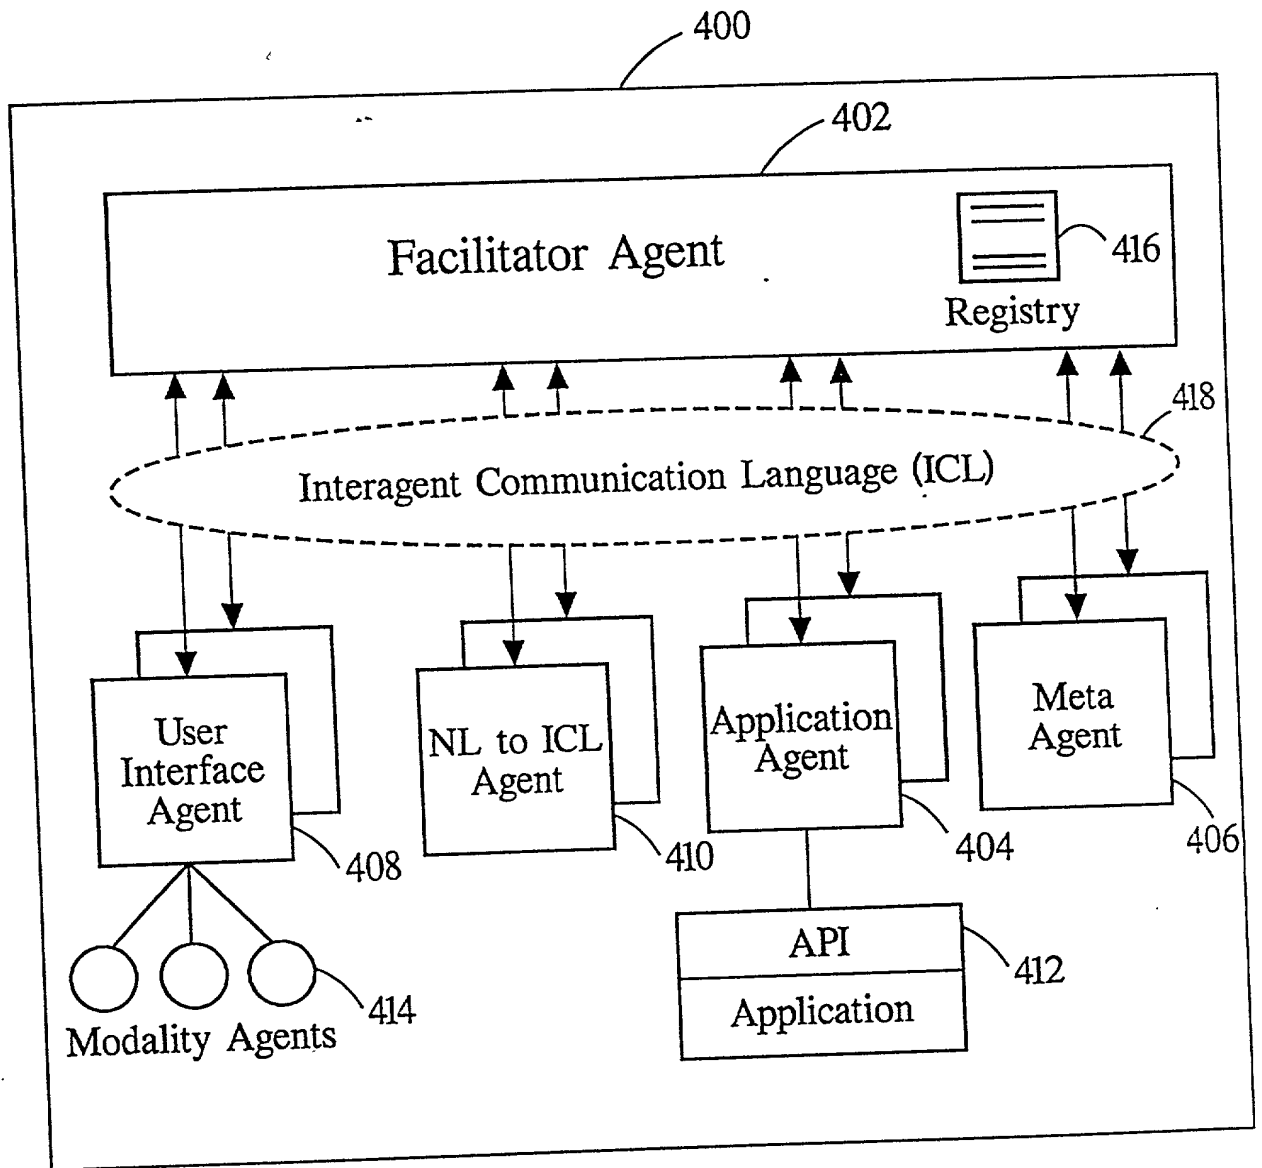 400
402
Facilitator Agent
416
Registry
418
Interagent Communication Language (ICL)
User
Interface
Agent
408
NL to ICL
Agent
410
Application
Agent
404
Meta
Agent
406
API
Application
412
414
Modality Agents